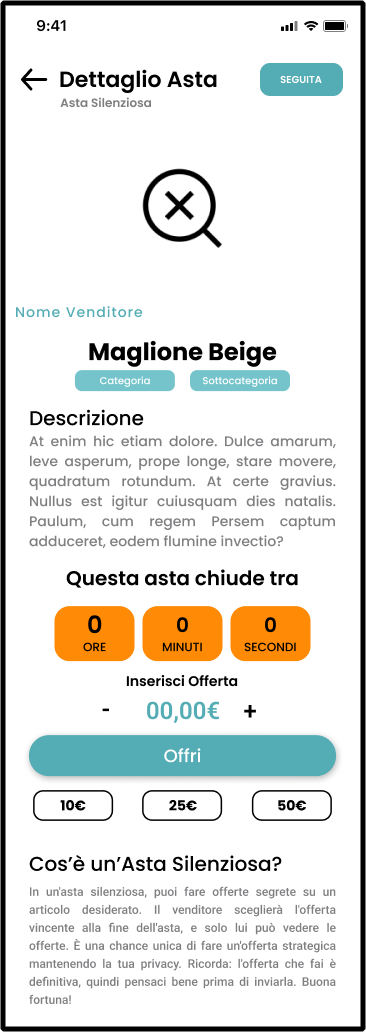 9:41
Dettaglio Asta
SEGUITA
Asta Silenziosa
Nome Venditore
Maglione Beige
Categoria
Sottocategoria
Descrizione
At enim hic etiam dolore. Dulce amarum,
leve asperum, prope longe, stare movere,
quadratum rotundum. At certe gravius.
Nullus est igitur cuiusquam dies natalis.
Paulum, cum regem Persem captum
adduceret, eodem flumine invectio?
Questa asta chiude tra
0 0 0
ORE MINUTI SECONDI
Inserisci Offerta
- 00,00€ +
Offri
10€ 25€ 50€
Cos'è un'Asta Silenziosa?
In un'asta silenziosa, puoi fare offerte segrete su un
articolo desiderato. Il venditore sceglierà l'offerta
vincente alla fine dell'asta, e solo lui può vedere le
offerte. È una chance unica di fare un'offerta strategica
mantenendo la tua privacy. Ricorda: l'offerta che fai è
definitiva, quindi pensaci bene prima di inviarla. Buona
fortuna!